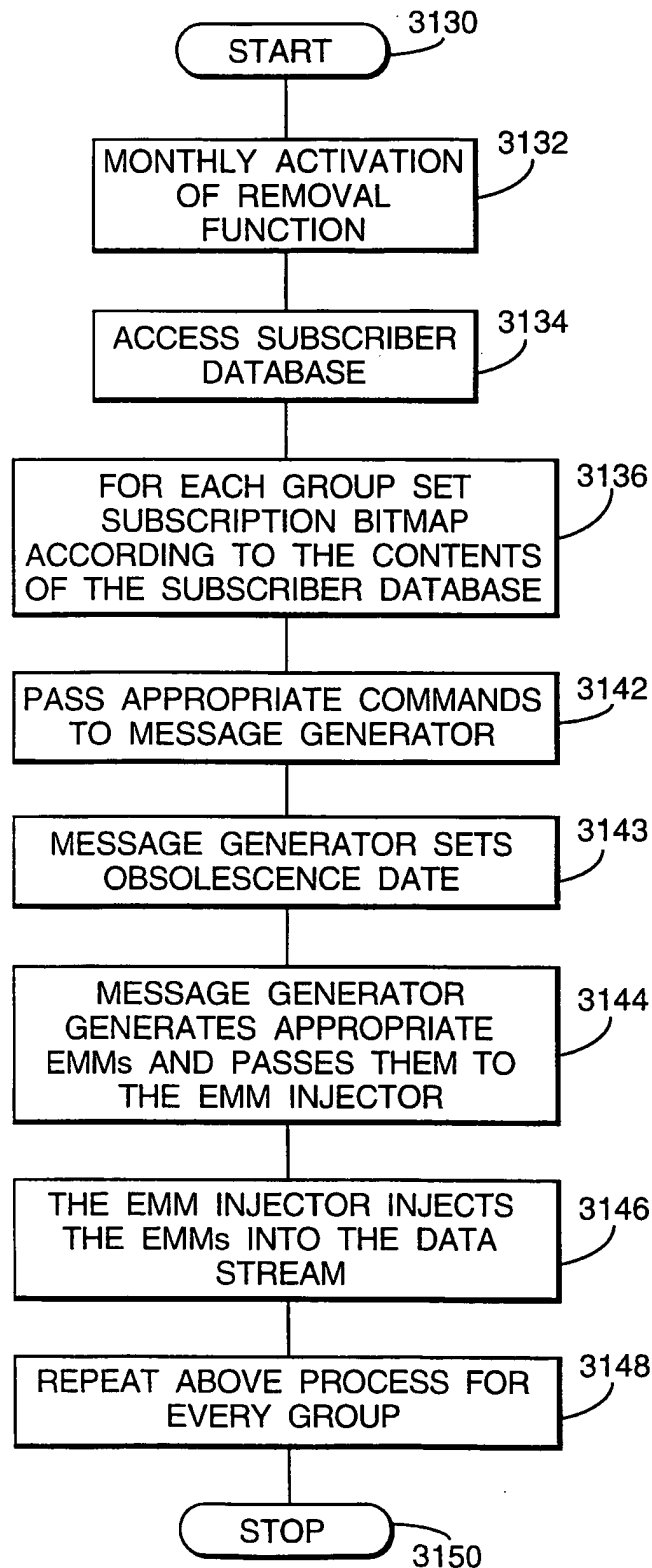 START
3130
MONTHLY ACTIVATION
OF REMOVAL
FUNCTION
3132
ACCESS SUBSCRIBER
DATABASE
3134
FOR EACH GROUP SET
SUBSCRIPTION BITMAP
ACCORDING TO THE CONTENTS
OF THE SUBSCRIBER DATABASE
3136
PASS APPROPRIATE COMMANDS
TO MESSAGE GENERATOR
3142
MESSAGE GENERATOR SETS
OBSOLESCENCE DATE
3143
MESSAGE GENERATOR
GENERATES APPROPRIATE
EMMs AND PASSES THEM TO
THE EMM INJECTOR
3144
THE EMM INJECTOR INJECTS
THE EMMs INTO THE DATA
STREAM
3146
REPEAT ABOVE PROCESS FOR
EVERY GROUP
3148
STOP
3150